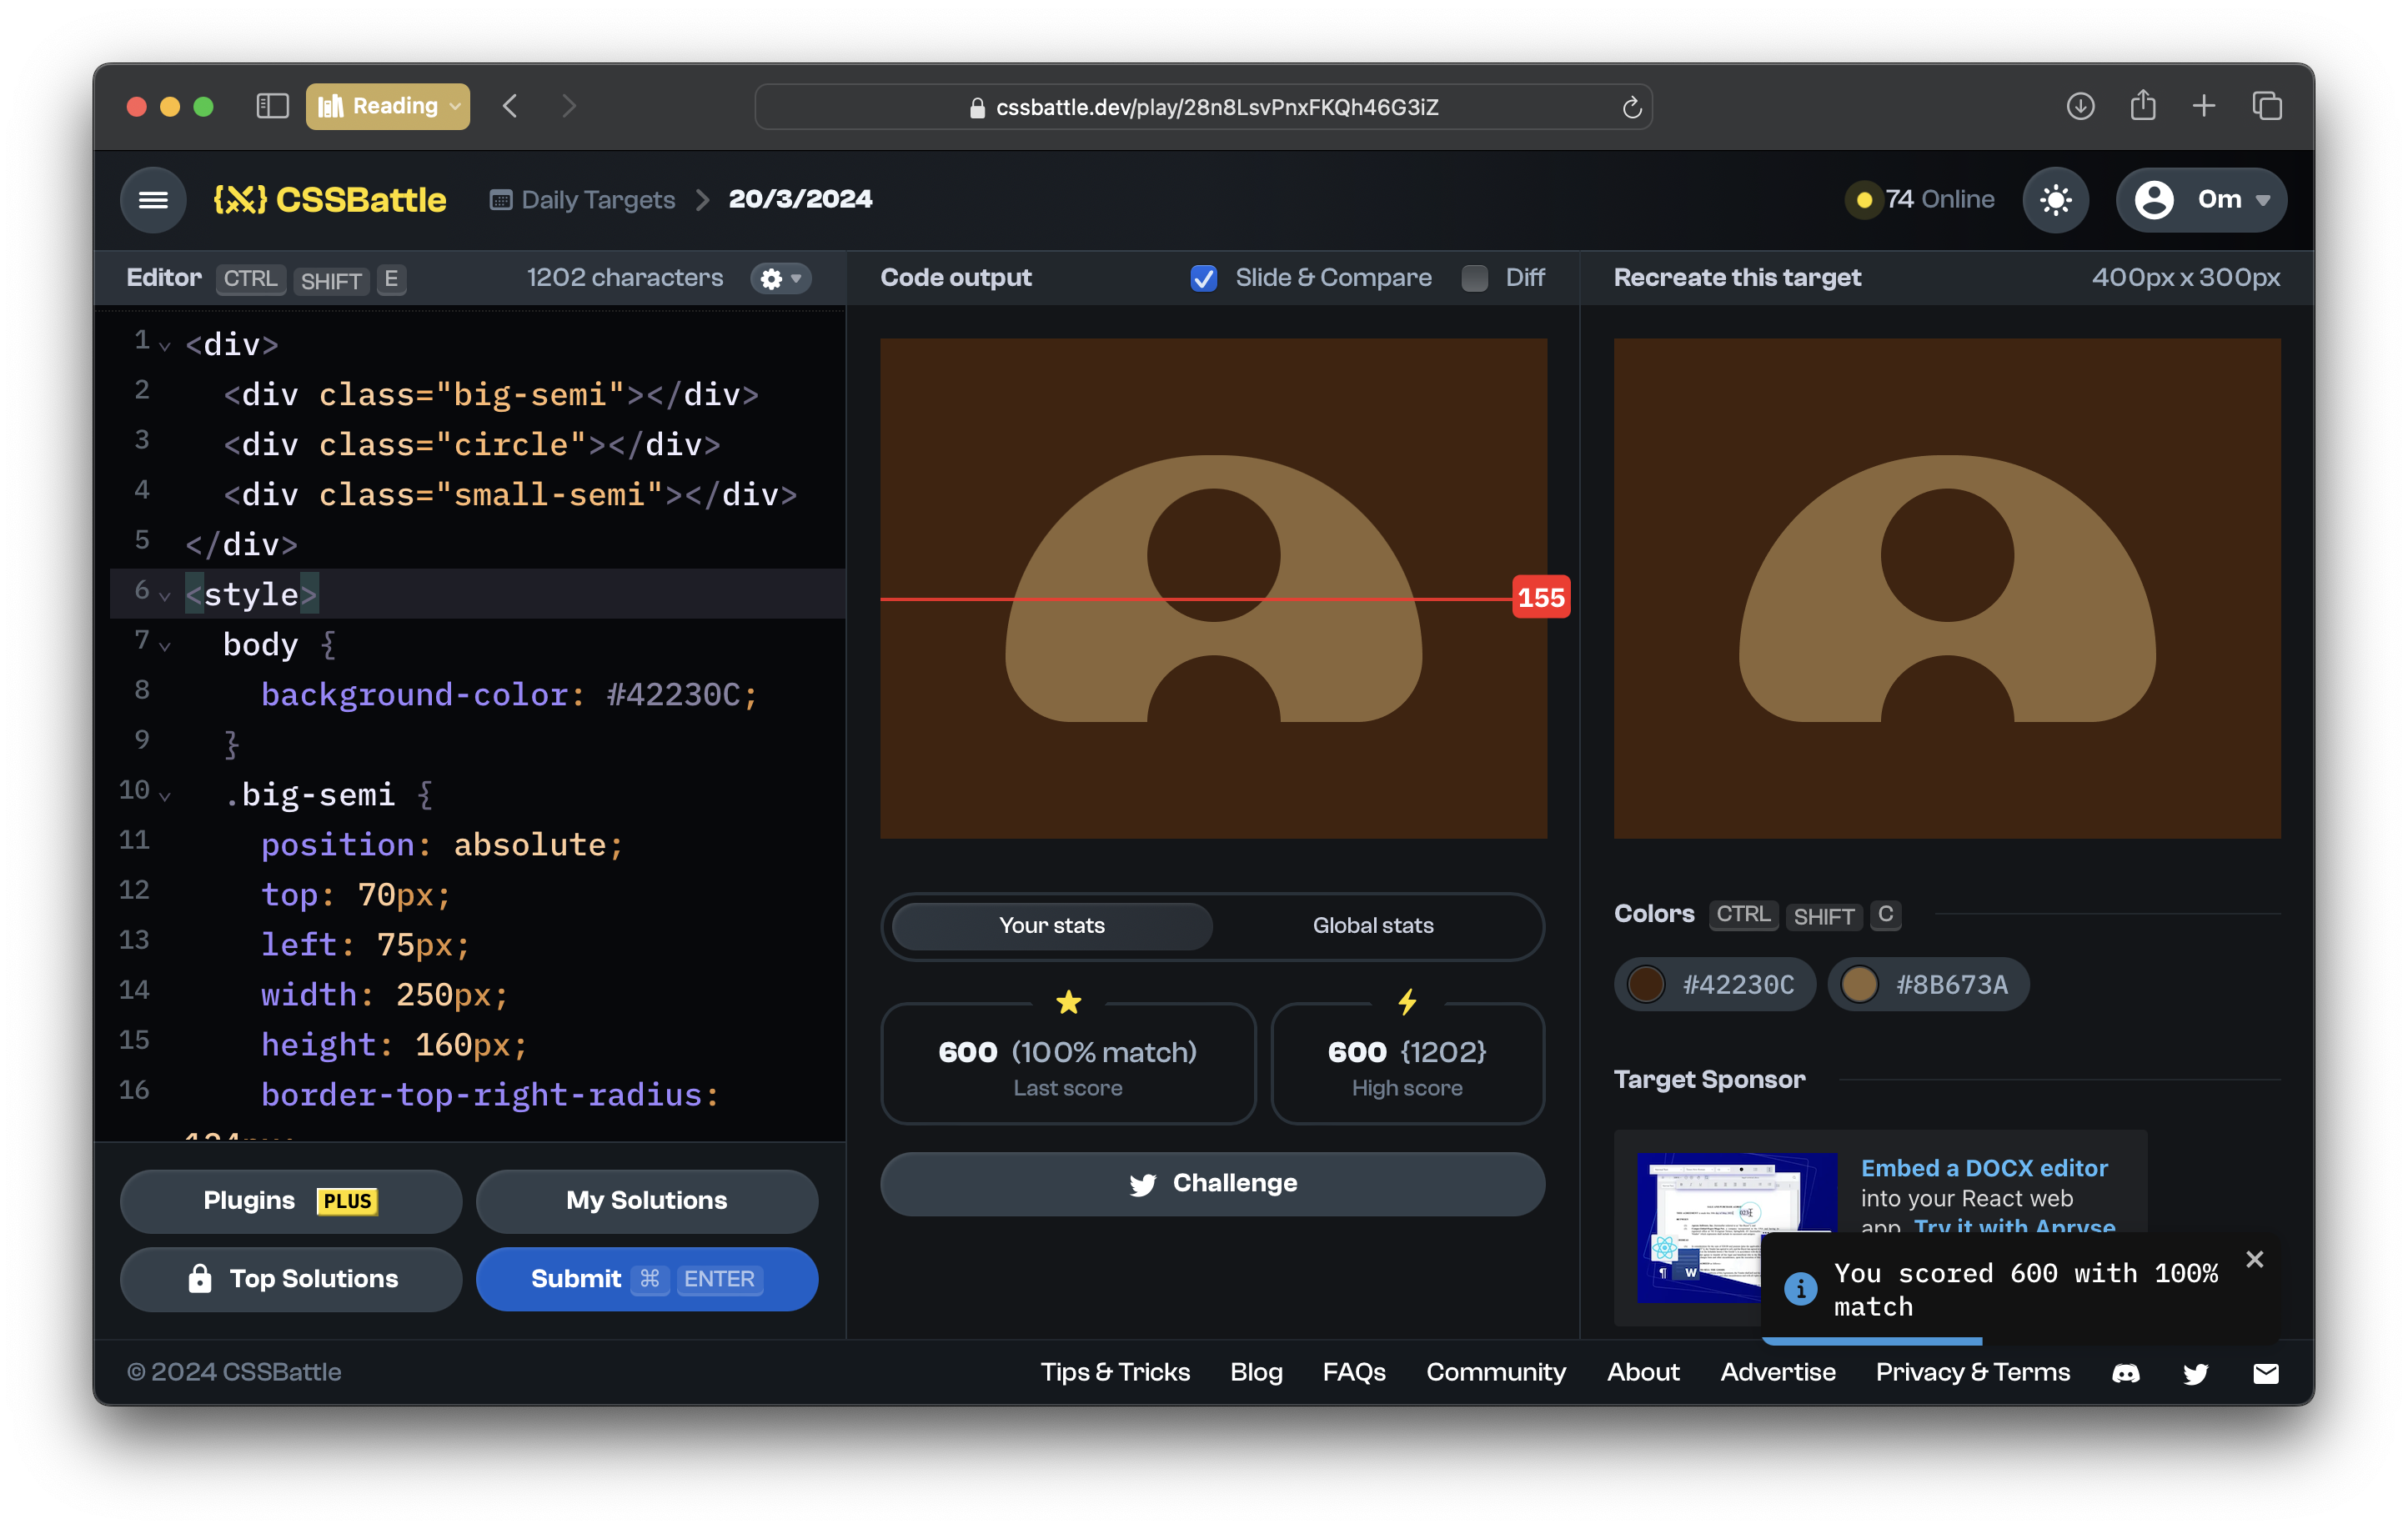 Reading
cssbattle.dev/play/28n8LsvPnxFKQh46G3iZ
{X} CSSBattle
Daily Targets
20/3/2024
74 Online
Om
Editor CTRL SHIFT E
1202 characters
Code output
Slide & Compare
Diff
Recreate this target
400px x 300px
1 <div>
2 <div class="big-semi"></div>
3 <div class="circle"></div>
4 <div class="small-semi"></div>
5 </div>
6 <style>
7 body {
8 background-color: #42230C;
9 }
10 .big-semi {
11 position: absolute;
12 top: 70px;
13 left: 75px;
14 width: 250px;
15 height: 160px;
16 border-top-right-radius:
155
Your stats
Global stats
600 (100% match)
Last score
600 {1202}
High score
Challenge
Colors CTRL SHIFT C
#42230C
#8B673A
Target Sponsor
Embed a DOCX editor
into your React web
app. Try it with Apryse
W
You scored 600 with 100%
match
Plugins PLUS
My Solutions
Top Solutions
Submit ⌘ ENTER
© 2024 CSSBattle
Tips & Tricks
Blog
FAQs
Community
About
Advertise
Privacy & Terms